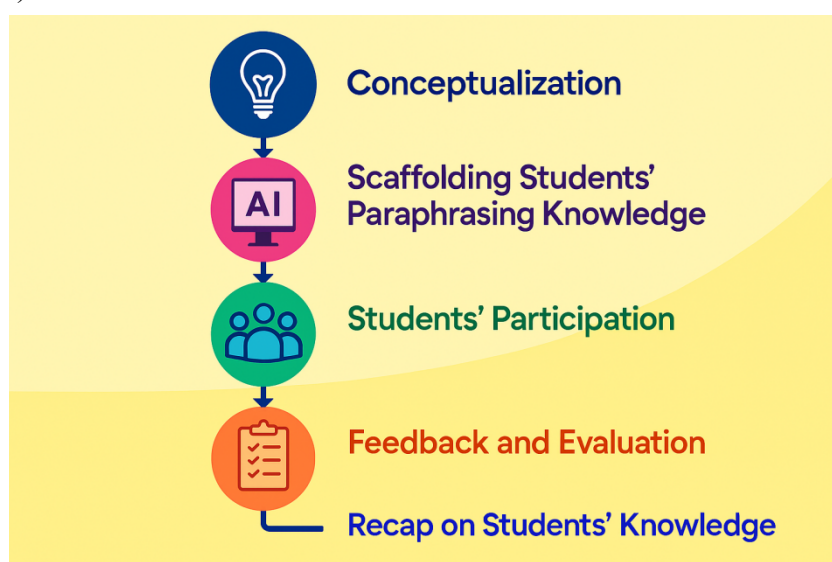 Conceptualization
AI
Scaffolding Students’
Paraphrasing Knowledge
Students’ Participation
Feedback and Evaluation
Recap on Students’ Knowledge